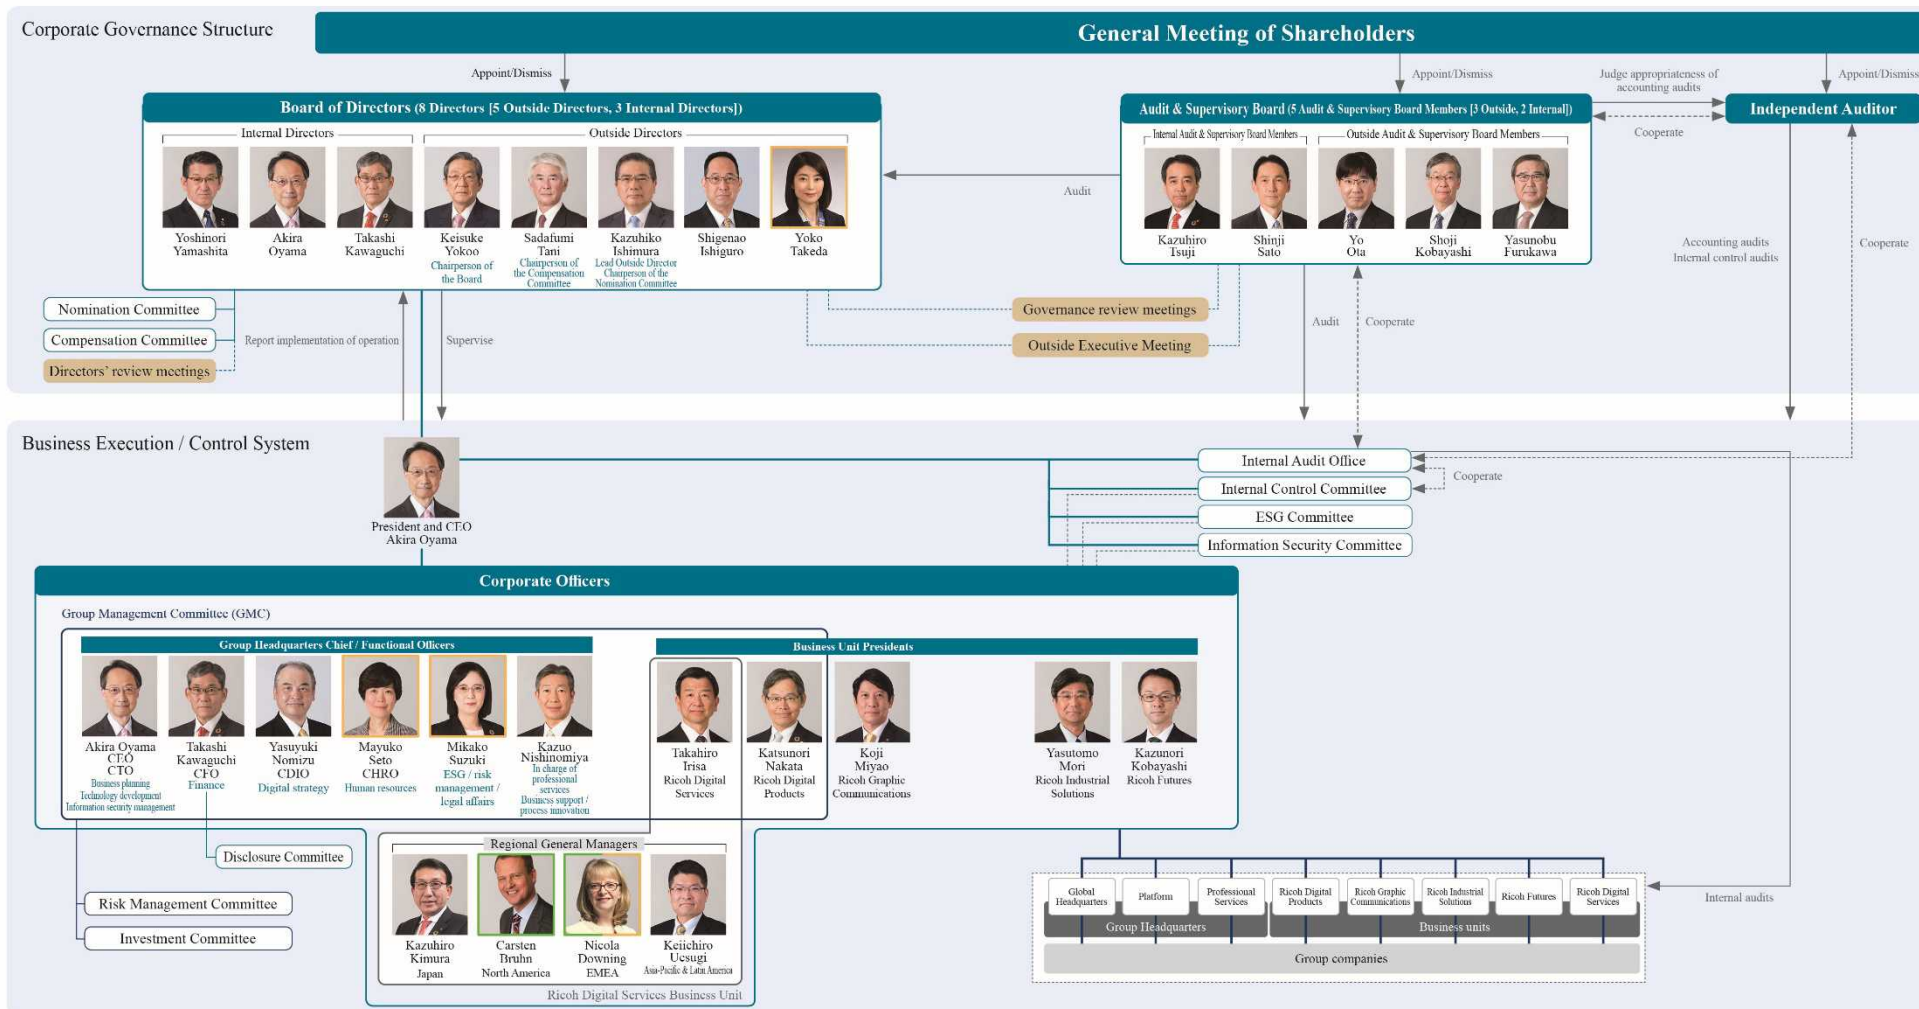 Corporate Governance Structure
General Meeting of Shareholders
Appoint/Dismiss
Appoint/Dismiss
Judge appropriateness of
accounting audits
Appoint/Dismiss
Board of Directors (8 Directors [5 Outside Directors, 3 Internal Directors])
Internal Directors
Outside Directors
Yoshinori
Yamashita
Akira
Oyama
Takashi
Kawaguchi
Keisuke
Yokoo
Chairperson of
the Board
Sadafumi
Tani
Chairperson of
the Compensation
Committee
Kazuhiko
Ishimura
Lead Outside Director
Chairperson of the
Nomination Committee
Shigenao
Ishiguro
Yoko
Takeda
Audit
Audit & Supervisory Board (5 Audit & Supervisory Board Members [3 Outside, 2 Internal])
Internal Audit & Supervisory Board Members
Outside Audit & Supervisory Board Members
Kazuhiro
Tsuji
Shinji
Sato
Yo
Ota
Shoji
Kobayashi
Yasunobu
Furukawa
Cooperate
Independent Auditor
Accounting audits
Internal control audits
Cooperate
Nomination Committee
Compensation Committee
Directors' review meetings
Report implementation of operation
Supervise
Governance review meetings
Outside Executive Meeting
Audit
Cooperate
Business Execution / Control System
President and CEO
Akira Oyama
Internal Audit Office
Internal Control Committee
ESG Committee
Information Security Committee
Cooperate
Corporate Officers
Group Management Committee (GMC)
Group Headquarters Chief / Functional Officers
Akira Oyama
CEO
CTO
Business planning
Technology development
Information security management
Takashi
Kawaguchi
CFO
Finance
Yasuyuki
Nomizu
CDIO
Digital strategy
Mayuko
Seto
CHRO
Human resources
Mikako
Suzuki
ESG / risk
management /
legal affairs
Kazuo
Nishinomiya
In charge of
professional
services
Business support /
process innovation
Business Unit Presidents
Takahiro
Irisa
Ricoh Digital
Services
Katsunori
Nakata
Ricoh Digital
Products
Koji
Miyao
Ricoh Graphic
Communications
Yasutomo
Mori
Ricoh Industrial
Solutions
Kazunori
Kobayashi
Ricoh Futures
Disclosure Committee
Risk Management Committee
Investment Committee
Regional General Managers
Kazuhiro
Kimura
Japan
Carsten
Bruhn
North America
Nicola
Downing
EMEA
Keiichiro
Uesugi
Asia-Pacific & Latin America
Ricoh Digital Services Business Unit
Global
Headquarters
Platform
Professional
Services
Ricoh Digital
Products
Ricoh Graphic
Communications
Ricoh Industrial
Solutions
Ricoh Futures
Ricoh Digital
Services
Group Headquarters
Business units
Group companies
Internal audits